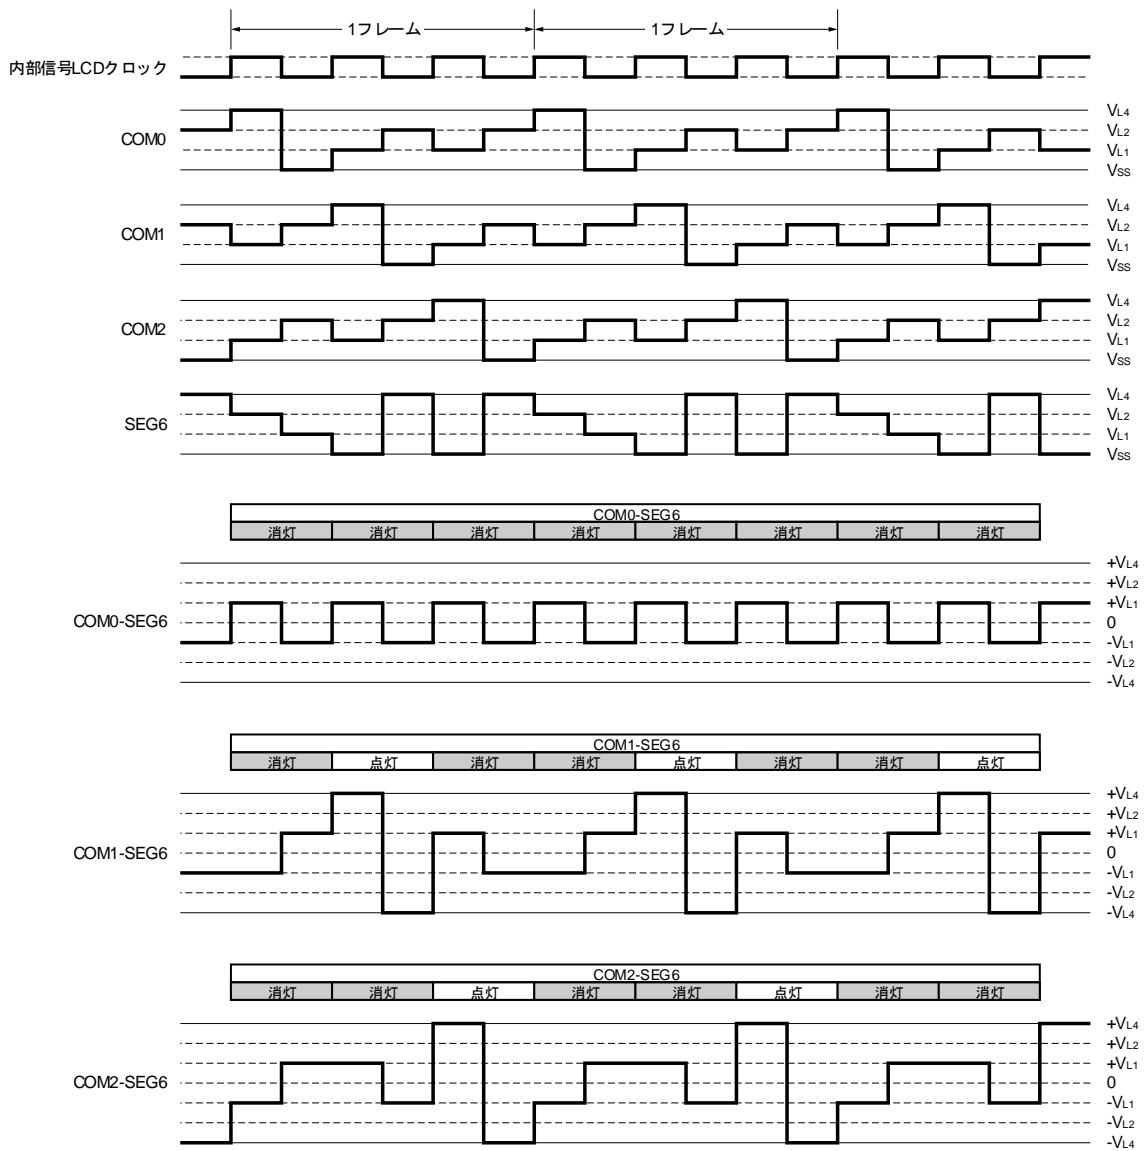 1フレーム 1フレーム
内部信号LCDクロック
COM0
VL4
VL2
VL1
VSS
COM1
VL4
VL2
VL1
VSS
COM2
VL4
VL2
VL1
VSS
SEG6
VL4
VL2
VL1
VSS
COM0-SEG6
消灯 消灯 消灯 消灯 消灯 消灯 消灯 消灯
COM0-SEG6
+VL4
+VL2
+VL1
0
-VL1
-VL2
-VL4
COM1-SEG6
消灯 点灯 消灯 消灯 点灯 消灯 消灯 点灯
COM1-SEG6
+VL4
+VL2
+VL1
0
-VL1
-VL2
-VL4
COM2-SEG6
消灯 消灯 点灯 消灯 消灯 点灯 消灯 消灯
COM2-SEG6
+VL4
+VL2
+VL1
0
-VL1
-VL2
-VL4